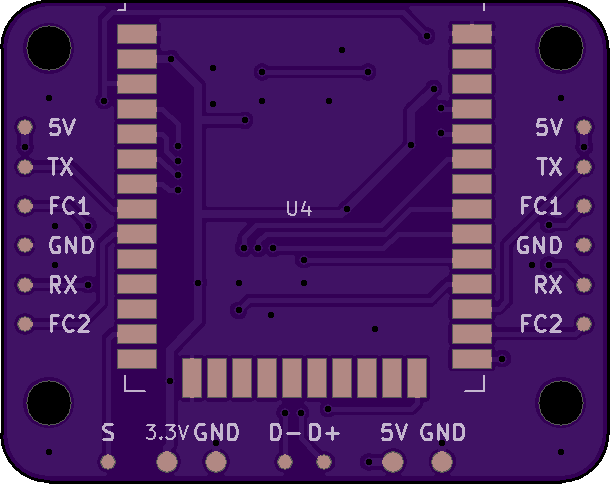 5V 5V
TX TX
FC1 U4 FC1
GND GND
RX RX
FC2 FC2
S 3.3V GND D- D+ 5V GND